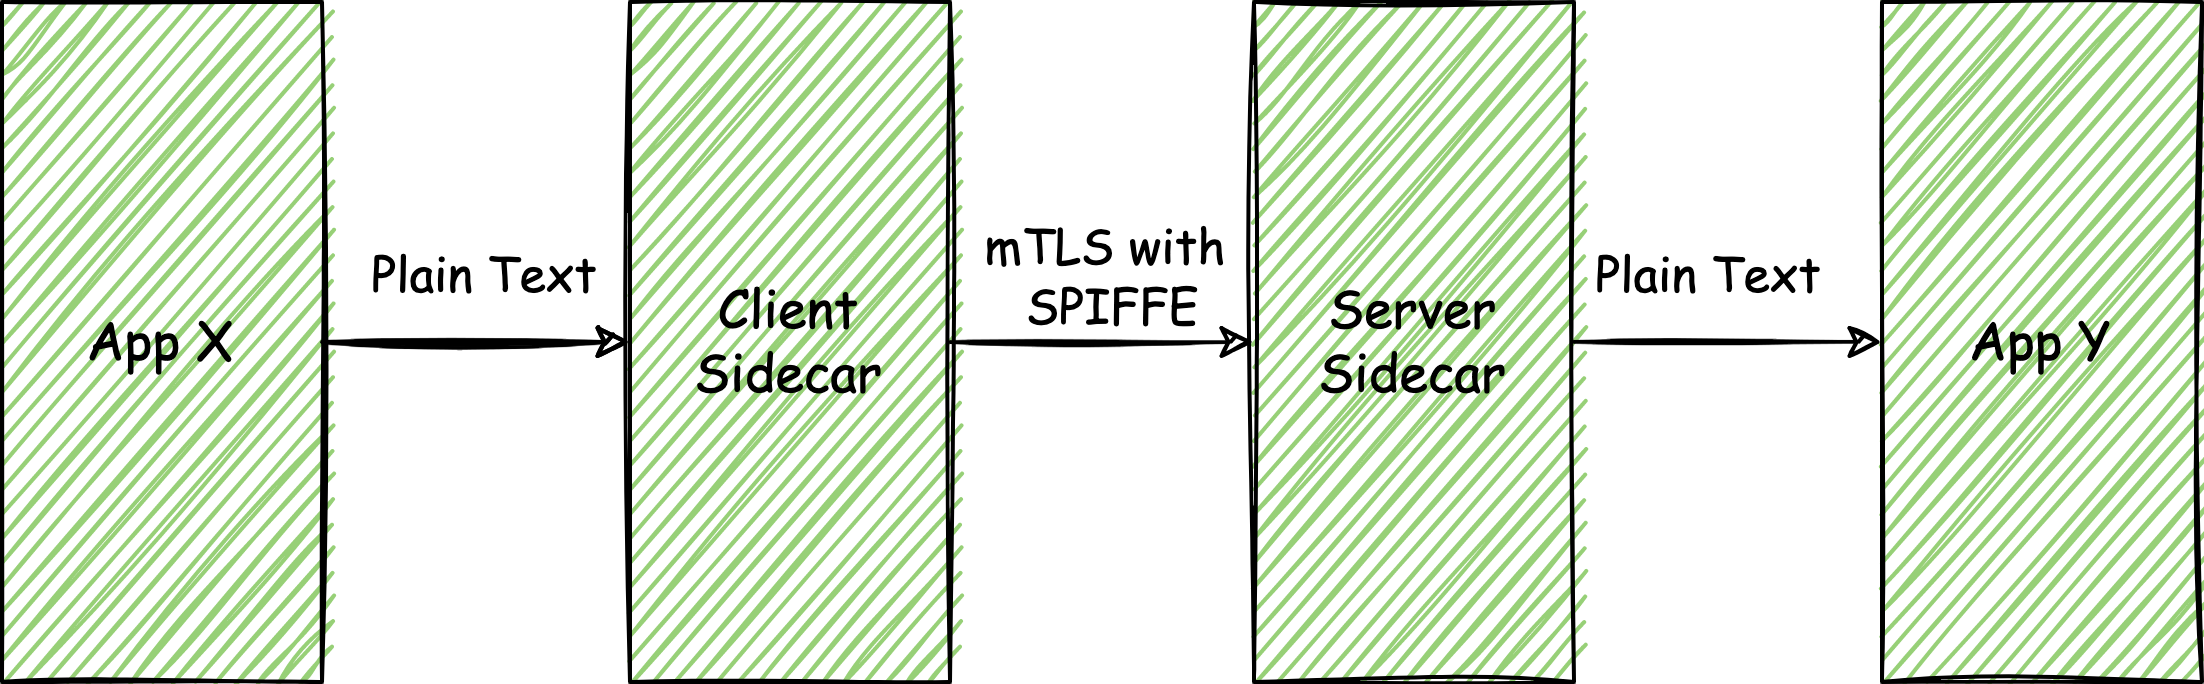 App X
Plain Text
Client
Sidecar
mTLS with
SPIFFE
Server
Sidecar
Plain Text
App Y